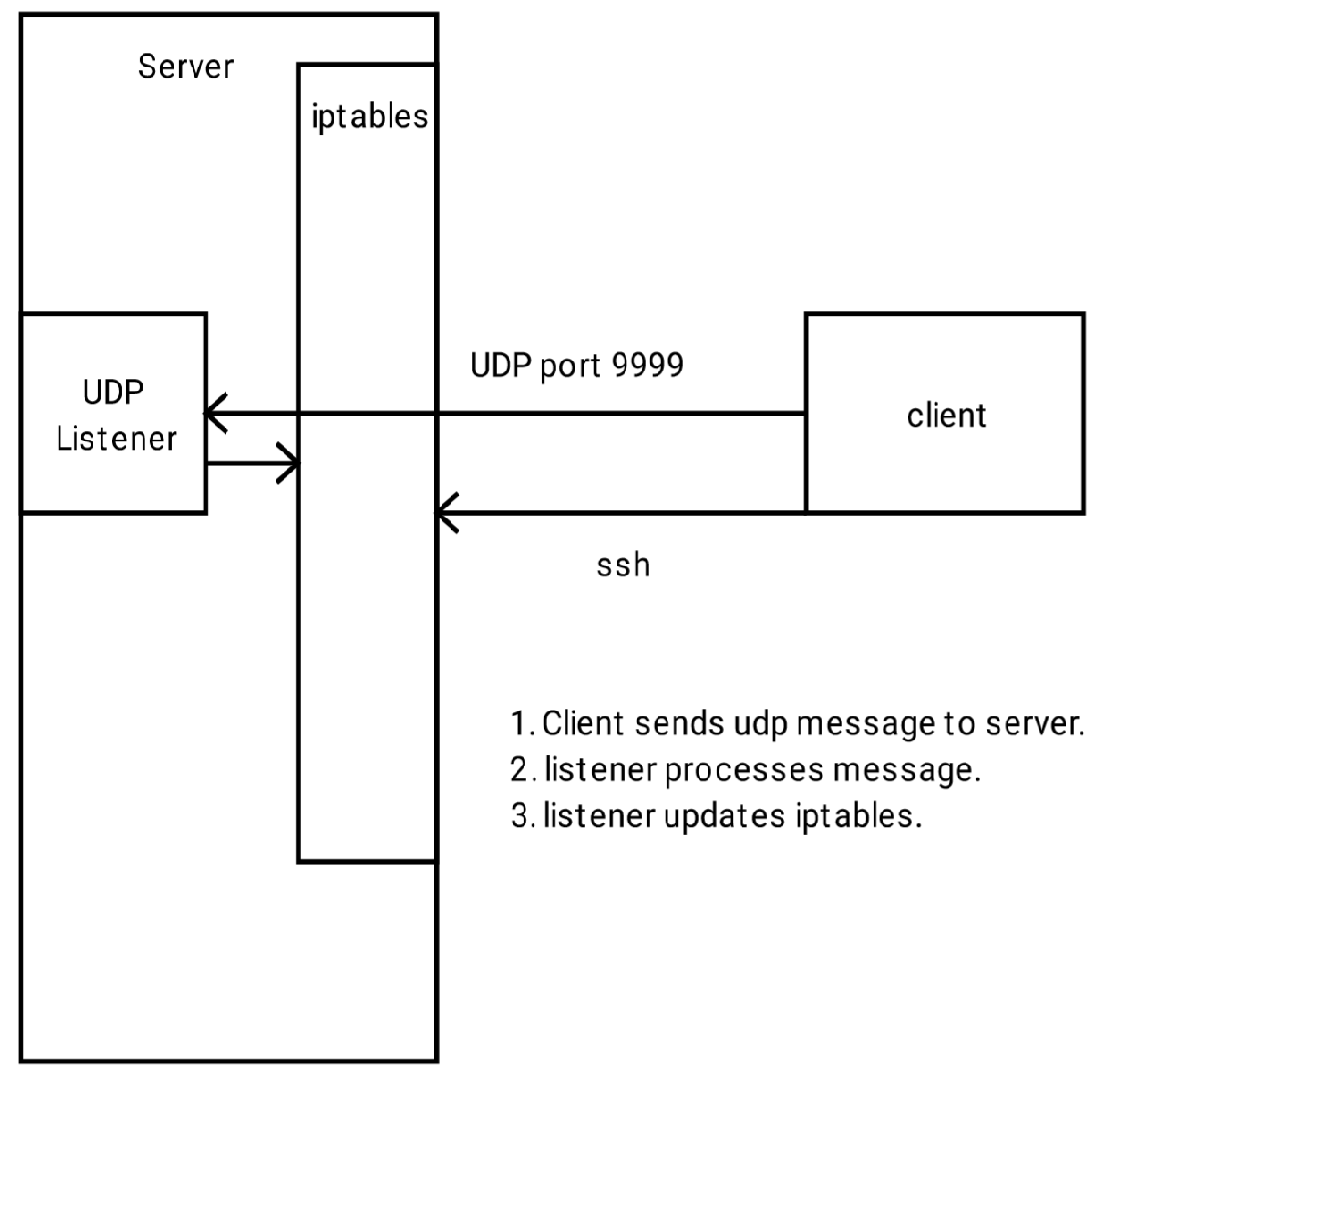 Server
iptables
UDP port 9999
UDP
Listener
client
ssh
1. Client sends udp message to server.
2. listener processes message.
3. listener updates iptables.